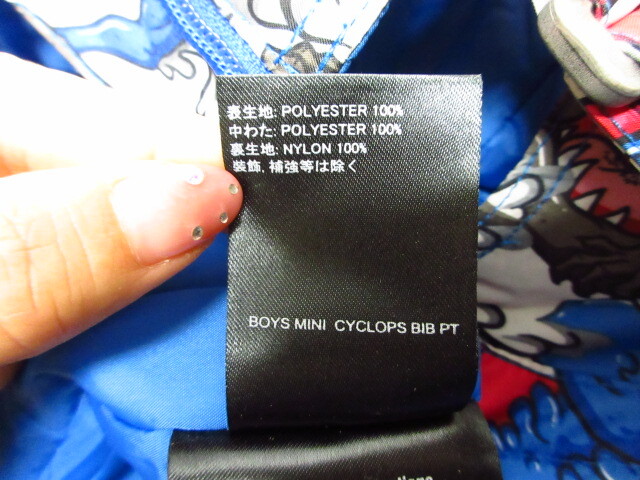 表生地: POLYESTER 100%
中わた: POLYESTER 100%
裏生地: NYLON 100%
装飾, 補強等は除く
BOYS MINI CYCLOPS BIB PT